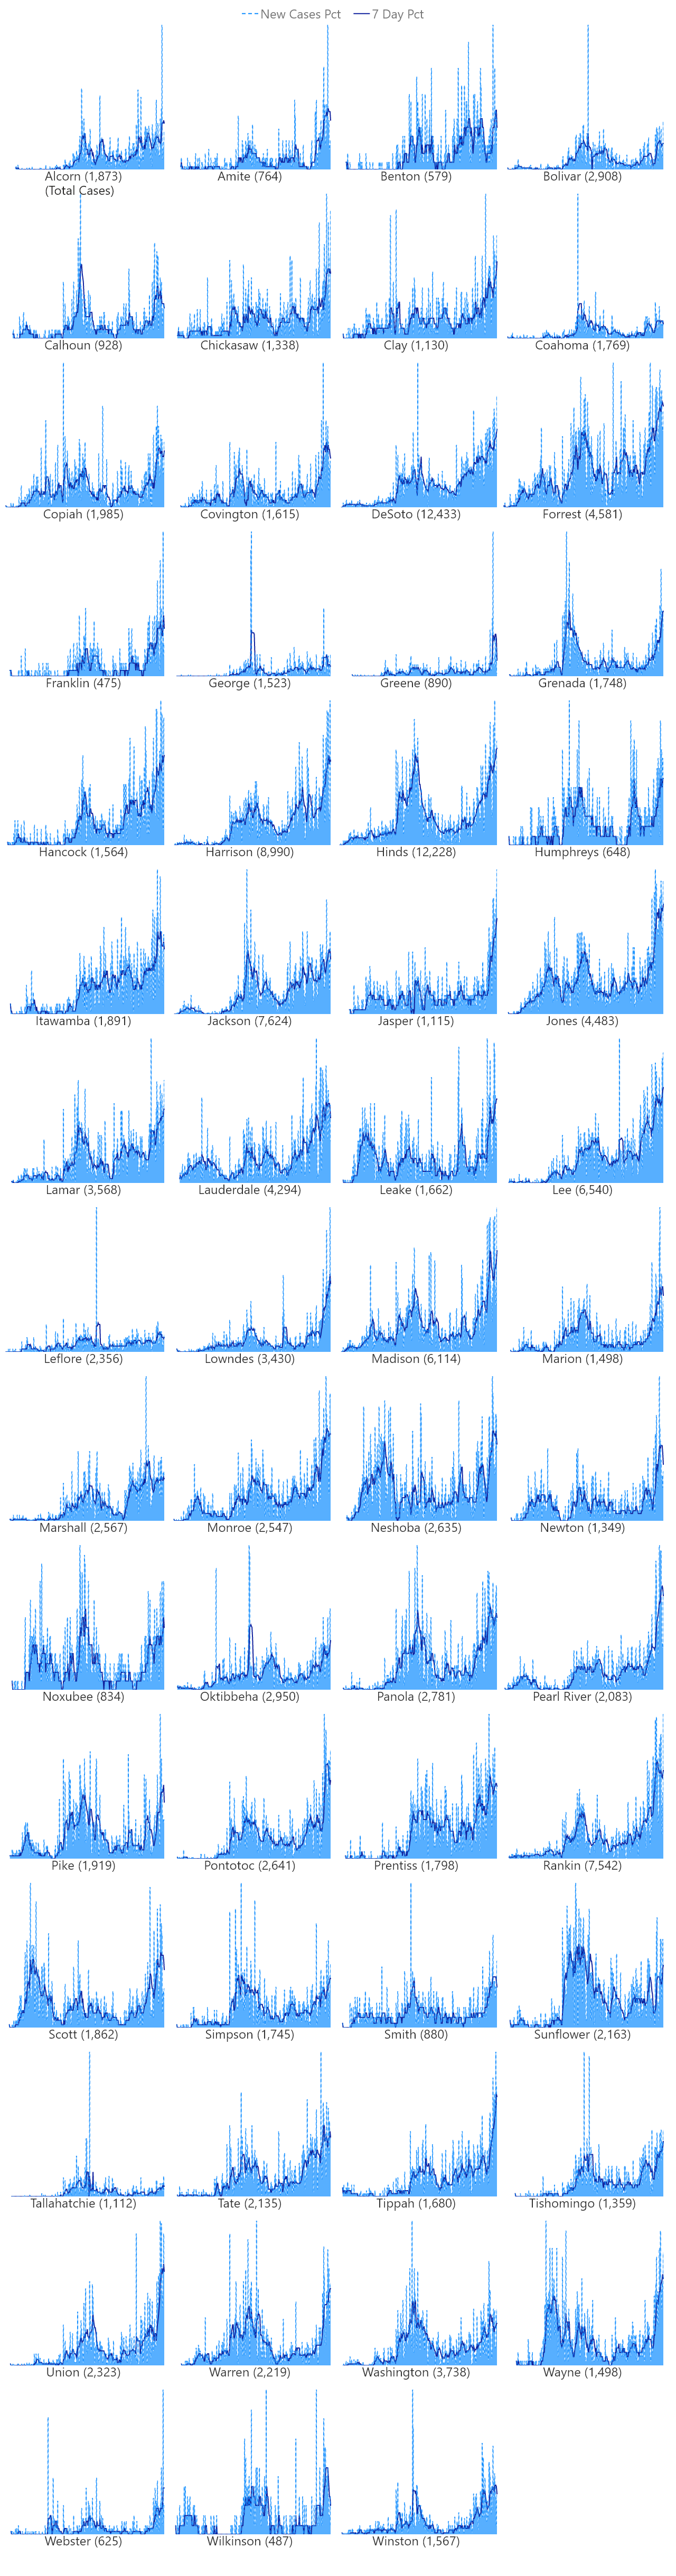 New Cases Pct 7 Day Pct
Alcorn (1,873) Amite (764) Benton (579) Bolivar (2,908)
(Total Cases)
Calhoun (928) Chickasaw (1,338) Clay (1,130) Coahoma (1,769)
Copiah (1,985) Covington (1,615) DeSoto (12,433) Forrest (4,581)
Franklin (475) George (1,523) Greene (890) Grenada (1,748)
Hancock (1,564) Harrison (8,990) Hinds (12,228) Humphreys (648)
Itawamba (1,891) Jackson (7,624) Jasper (1,115) Jones (4,483)
Lamar (3,568) Lauderdale (4,294) Leake (1,662) Lee (6,540)
Leflore (2,356) Lowndes (3,430) Madison (6,114) Marion (1,498)
Marshall (2,567) Monroe (2,547) Neshoba (2,635) Newton (1,349)
Noxubee (834) Oktibbeha (2,950) Panola (2,781) Pearl River (2,083)
Pike (1,919) Pontotoc (2,641) Prentiss (1,798) Rankin (7,542)
Scott (1,862) Simpson (1,745) Smith (880) Sunflower (2,163)
Tallahatchie (1,112) Tate (2,135) Tippah (1,680) Tishomingo (1,359)
Union (2,323) Warren (2,219) Washington (3,738) Wayne (1,498)
Webster (625) Wilkinson (487) Winston (1,567)